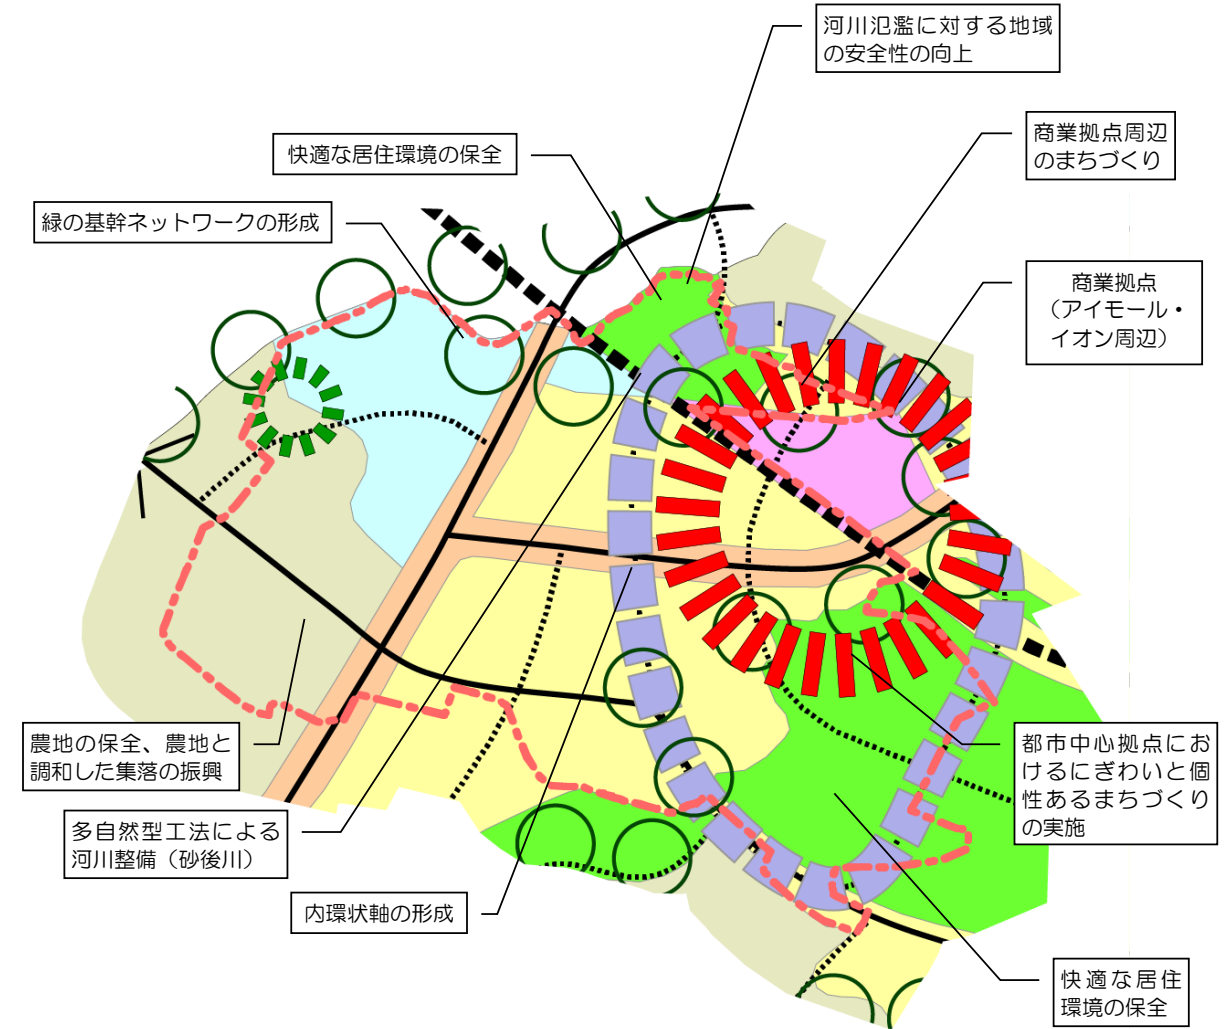 河川氾濫に対する地域
の安全性の向上
商業拠点周辺
のまちづくり
快適な居住環境の保全
緑の基幹ネットワークの形成
商業拠点
（アイモール・
イオン周辺）
農地の保全、農地と
調和した集落の振興
都市中心拠点にお
けるにぎわいと個
性あるまちづくり
の実施
多自然型工法による
河川整備（砂後川）
内環状軸の形成
快適な居住
環境の保全